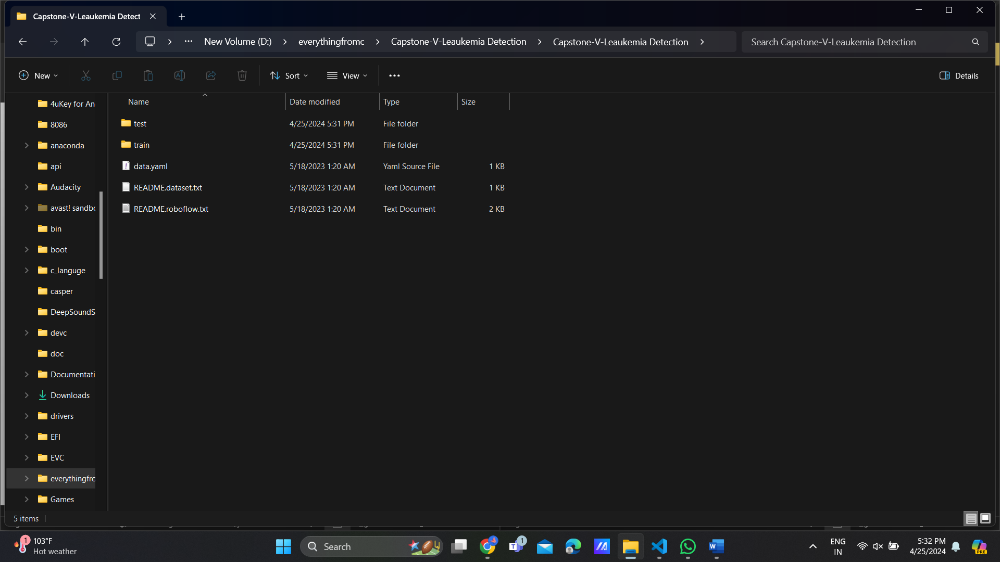 Capstone-V-Leaukemia Detect
New Volume (D:) everythingfromc Capstone-V-Leaukemia Detection Capstone-V-Leaukemia Detection
Search Capstone-V-Leaukemia Detection
New Sort View Details
4uKey for An
8086
anaconda
api
Audacity
avast! sandbo
bin
boot
c_languge
casper
DeepSoundS
devc
doc
Documentati
Downloads
drivers
EFI
EVC
everythingfro
Games
Name Date modified Type Size
test 4/25/2024 5:31 PM File folder
train 4/25/2024 5:31 PM File folder
data.yaml 5/18/2023 1:20 AM Yaml Source File 1 KB
README.dataset.txt 5/18/2023 1:20 AM Text Document 1 KB
README.roboflow.txt 5/18/2023 1:20 AM Text Document 2 KB
5 items
1
103°F
Hot weather
Search
1
T
W
ENG
IN
5:32 PM
4/25/2024
PRE